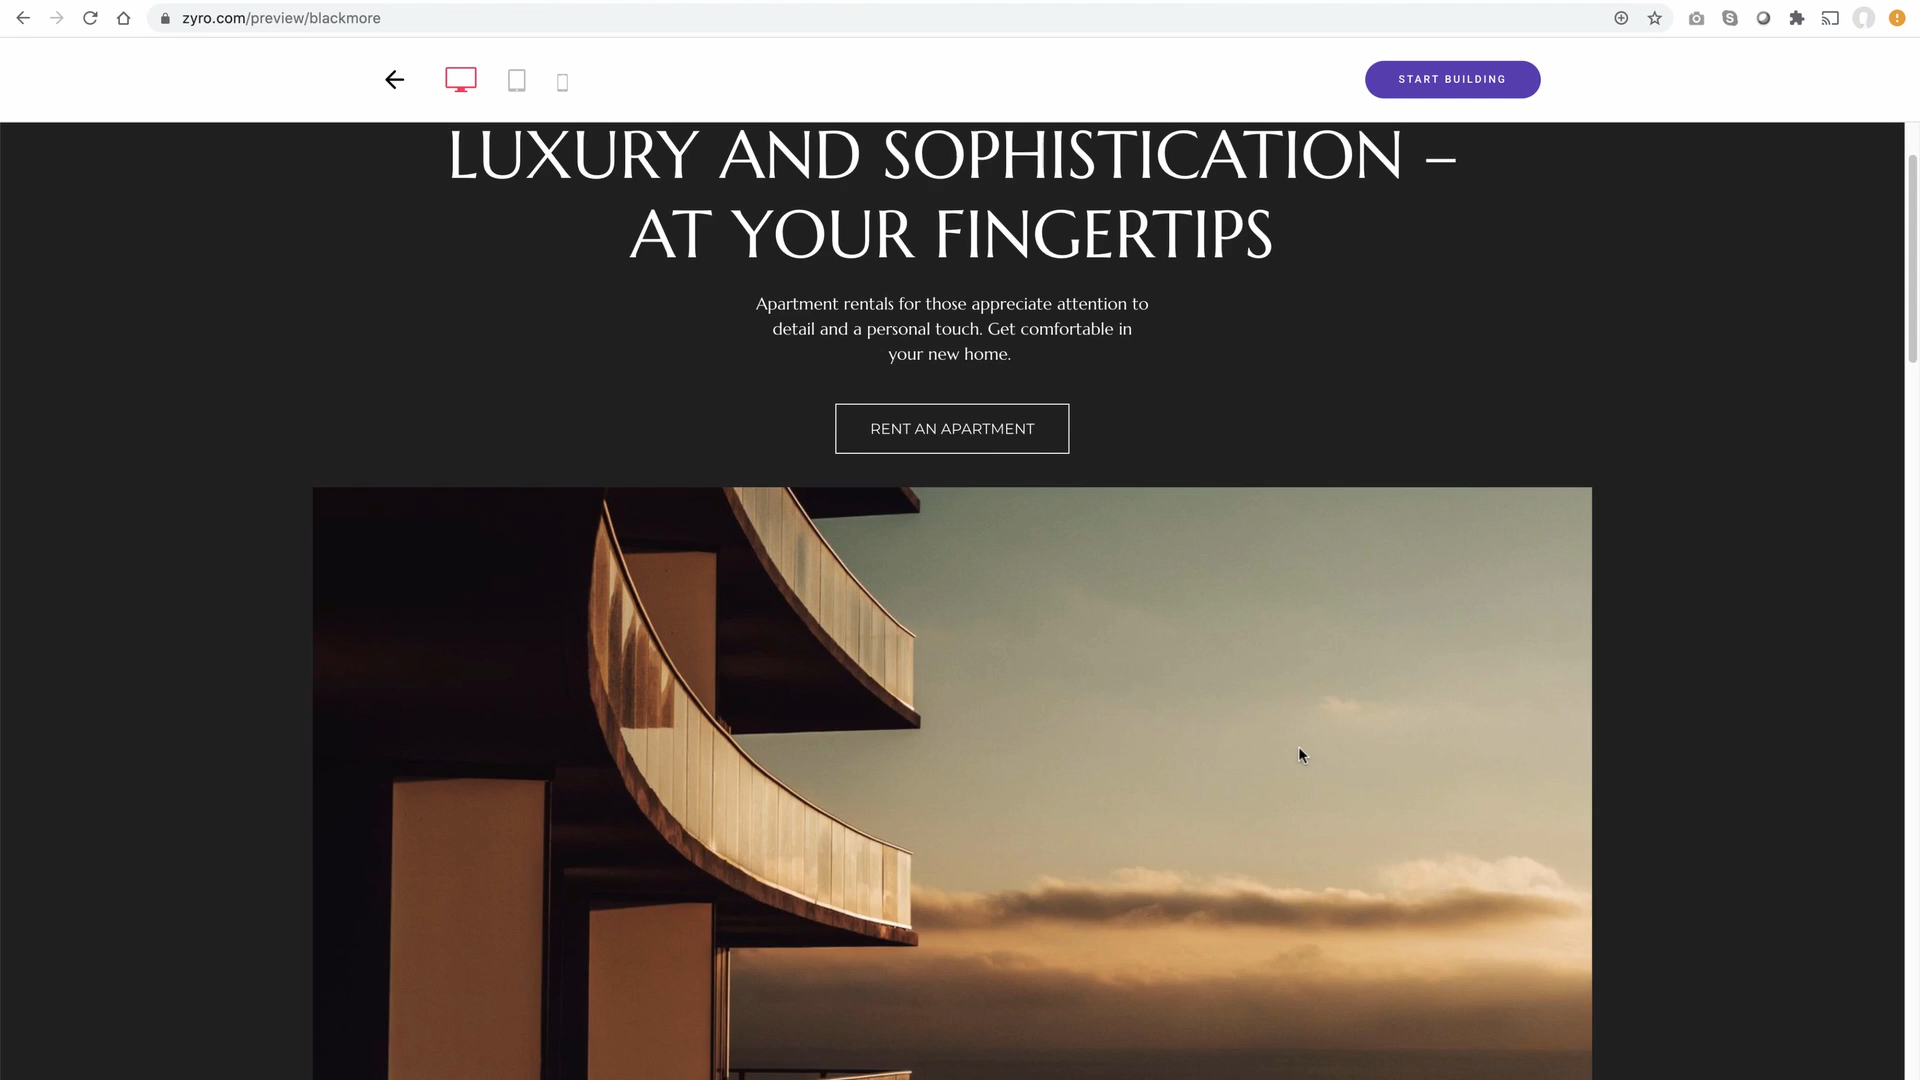 zyro.com/preview/blackmore
START BUILDING
LUXURY AND SOPHISTICATION –
AT YOUR FINGERTIPS
Apartment rentals for those appreciate attention to
detail and a personal touch. Get comfortable in
your new home.
RENT AN APARTMENT